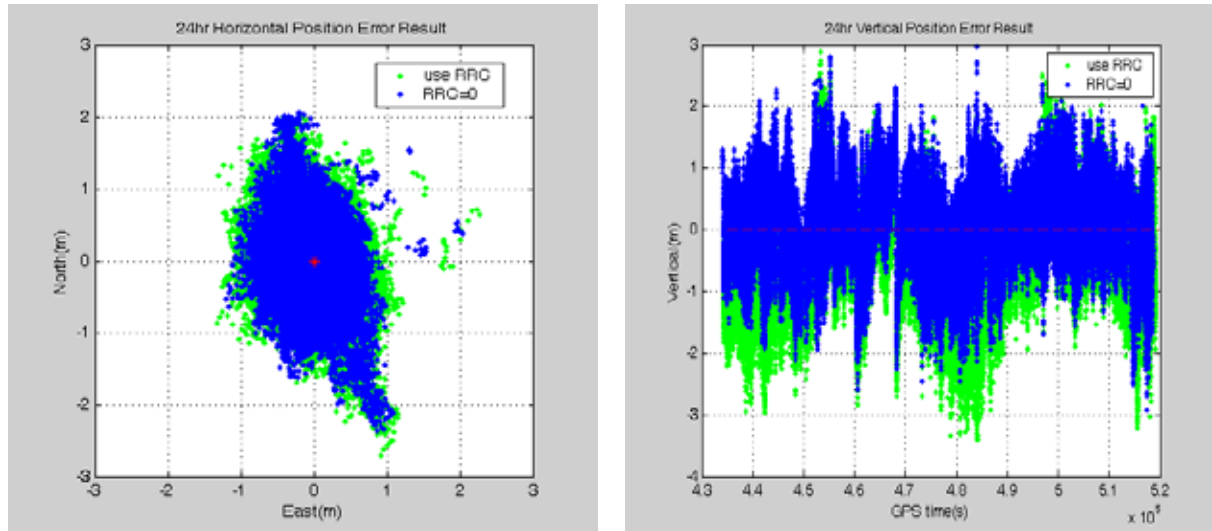 24hr Horizontal Position Error Result
3
2
1
0
-1
-2
-3
North(m)
use RRC
RRC=0
-3
-2
-1
0
1
2
3
East(m)
24hr Vertical Position Error Result
3
2
1
0
-1
-2
-3
-4
Vertical(m)
use RRC
RRC=0
4.3
4.4
4.5
4.6
4.7
4.8
4.9
5
5.1
5.2
GPS time(s)
x 10^5